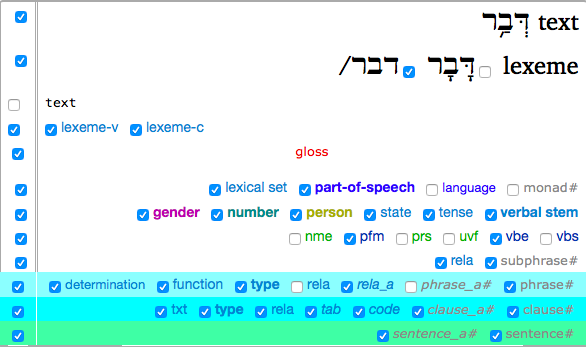 דְּבַ֥ר text
דבר/ דָּבָר lexeme
text
lexeme-v lexeme-c
gloss
lexical set part-of-speech language monad#
gender number person state tense verbal stem
nme pfm prs uvf vbe vbs
rela subphrase#
determination function type rela rela_a phrase_a# phrase#
txt type rela tab code clause_a# clause#
sentence_a# sentence#